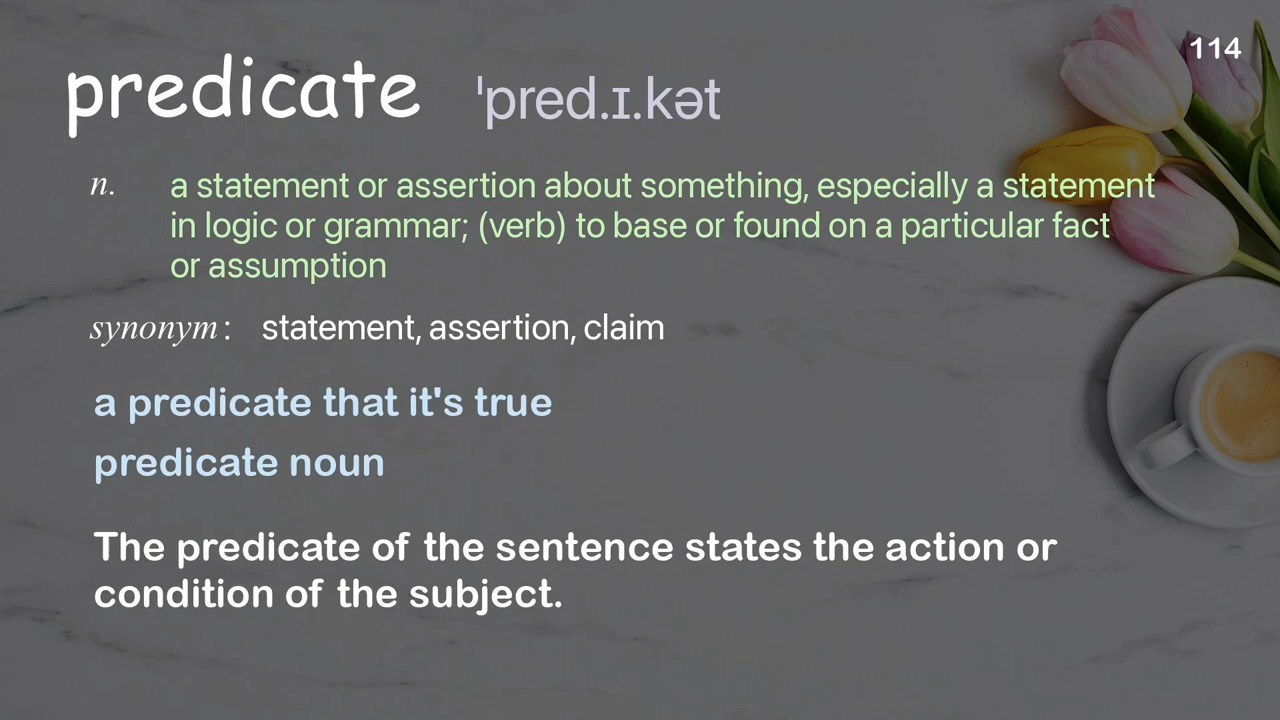 114
predicate ˈpred.ɪ.kət
n. a statement or assertion about something, especially a statement
in logic or grammar; (verb) to base or found on a particular fact
or assumption
synonym: statement, assertion, claim
a predicate that it's true
predicate noun
The predicate of the sentence states the action or
condition of the subject.